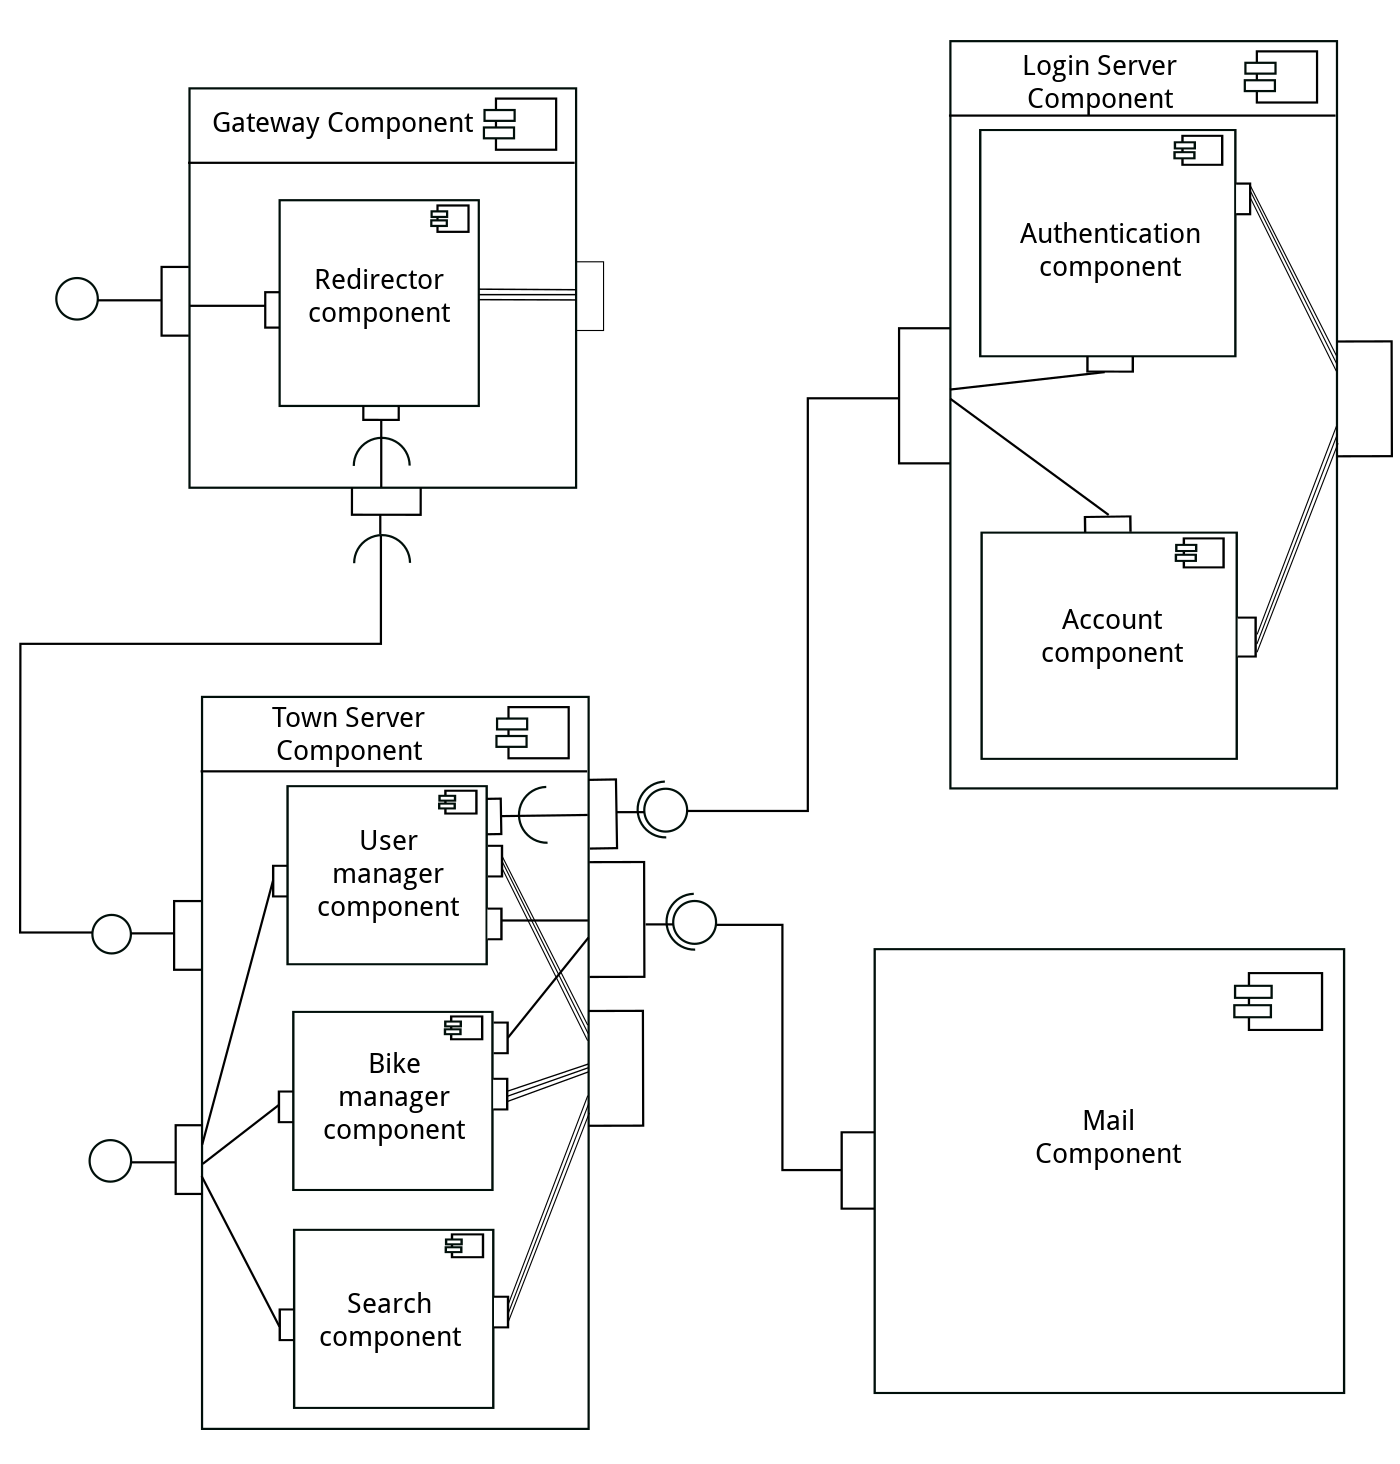 Gateway Component
Redirector
component
Login Server
Component
Authentication
component
Account
component
Town Server
Component
User
manager
component
Bike
manager
component
Search
component
Mail
Component